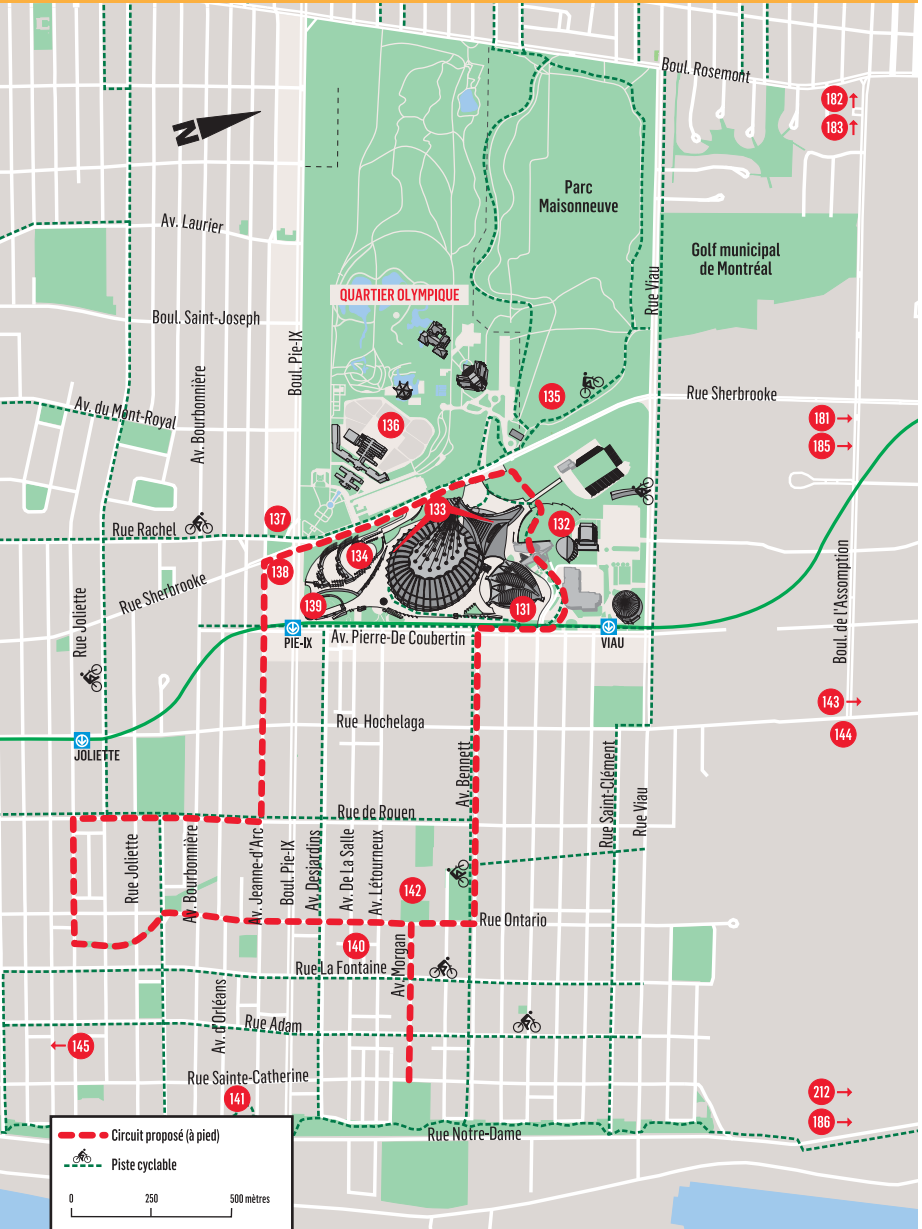 Boul. Rosemont
182
183
N
Parc
Maisonneuve
Av. Laurier
Golf municipal
de Montréal
QUARTIER OLYMPIQUE
Rue Viau
Boul. Saint-Joseph
Boul. Pie-IX
Av. Bourbonnière
Av. du Mont-Royal
135
Rue Sherbrooke
181
185
136
137
133
132
Rue Rachel
134
138
Rue Sherbrooke
139
131
Rue Joliette
Boul. de l'Assomption
PIE-IX
Av. Pierre-De Coubertin
VIAU
143
144
Rue Hochelaga
JOLIETTE
Av. Bennett
Rue Saint-Clément
Rue Viau
Rue de Rouen
Rue Joliette
Av. Bourbonnière
Av. Jeanne-d'Arc
Boul. Pie-IX
Av. Desjardins
Av. De La Salle
Av. Létourneux
142
Rue Ontario
140
Av. Morgan
Rue La Fontaine
Av. d'Orléans
Rue Adam
145
Rue Sainte-Catherine
141
212
186
Rue Notre-Dame
Circuit proposé (à pied)
Piste cyclable
0 250 500 mètres